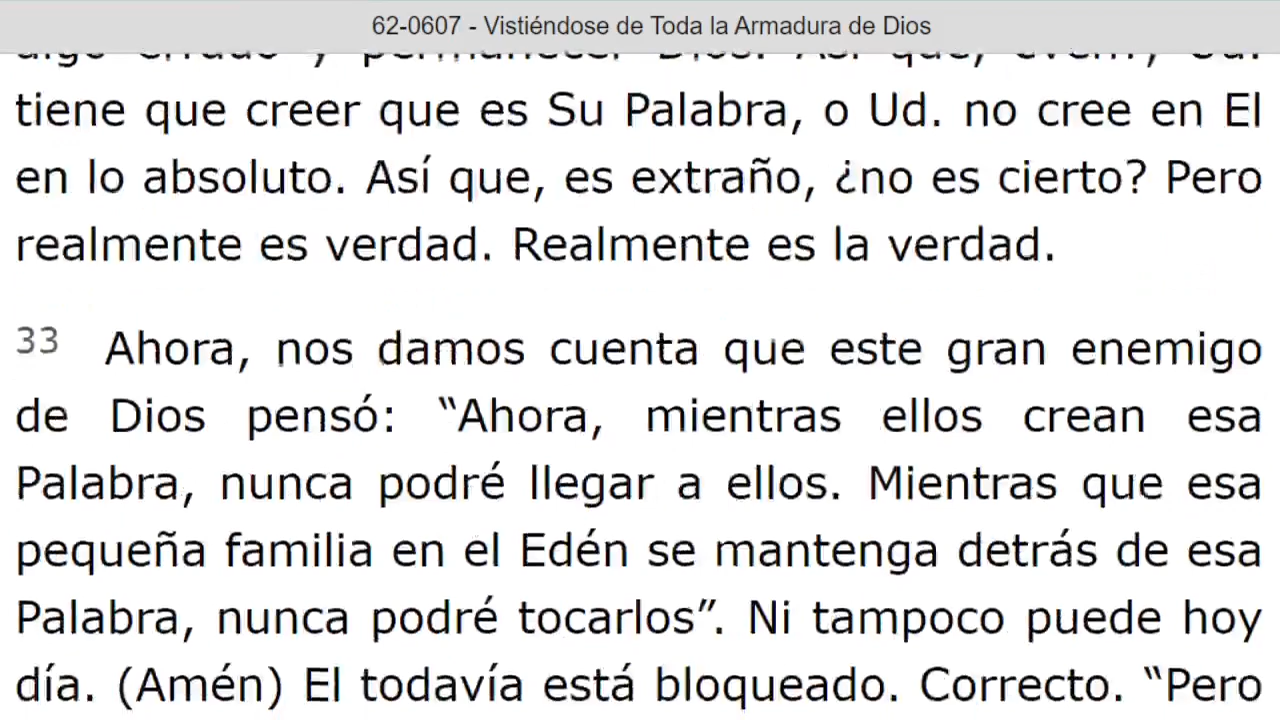 62-0607 - Vistiéndose de Toda la Armadura de Dios
tiene que creer que es Su Palabra, o Ud. no cree en El
en lo absoluto. Así que, es extraño, ¿no es cierto? Pero
realmente es verdad. Realmente es la verdad.
33 Ahora, nos damos cuenta que este gran enemigo
de Dios pensó: “Ahora, mientras ellos crean esa
Palabra, nunca podré llegar a ellos. Mientras que esa
pequeña familia en el Edén se mantenga detrás de esa
Palabra, nunca podré tocarlos”. Ni tampoco puede hoy
día. (Amén) El todavía está bloqueado. Correcto. “Pero